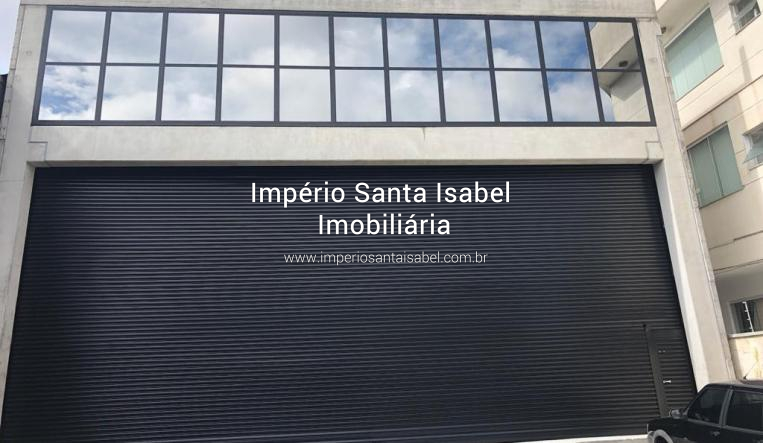 Império Santa Isabel
Imobiliária
www.imperiosantaisabel.com.br